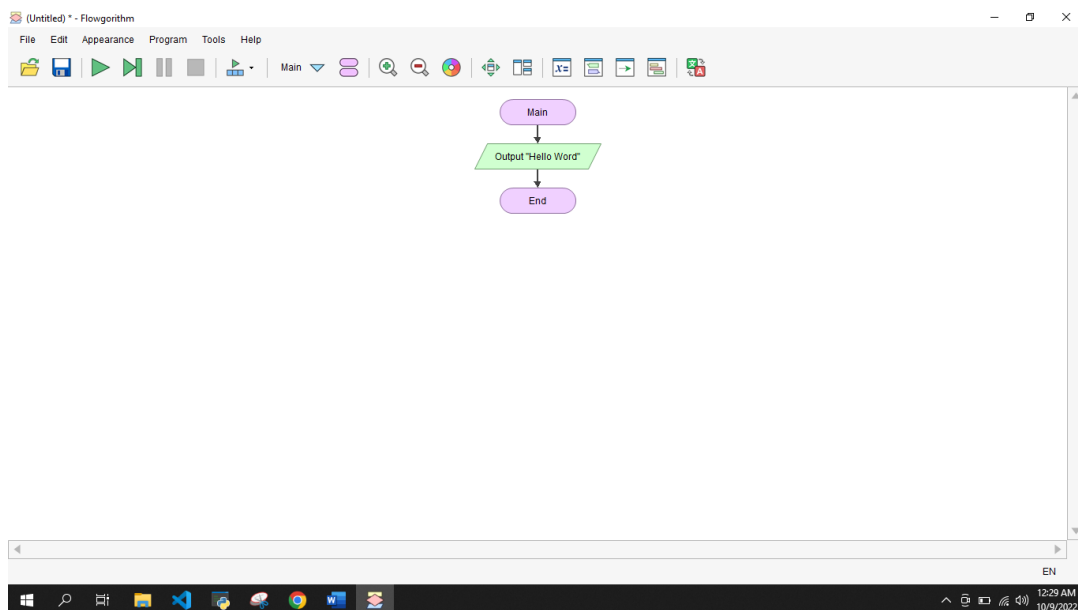 (Untitled) * - Flowgorithm
File Edit Appearance Program Tools Help
Main
x=
Main
Output "Hello Word"
End
EN
12:29 AM
10/9/2022